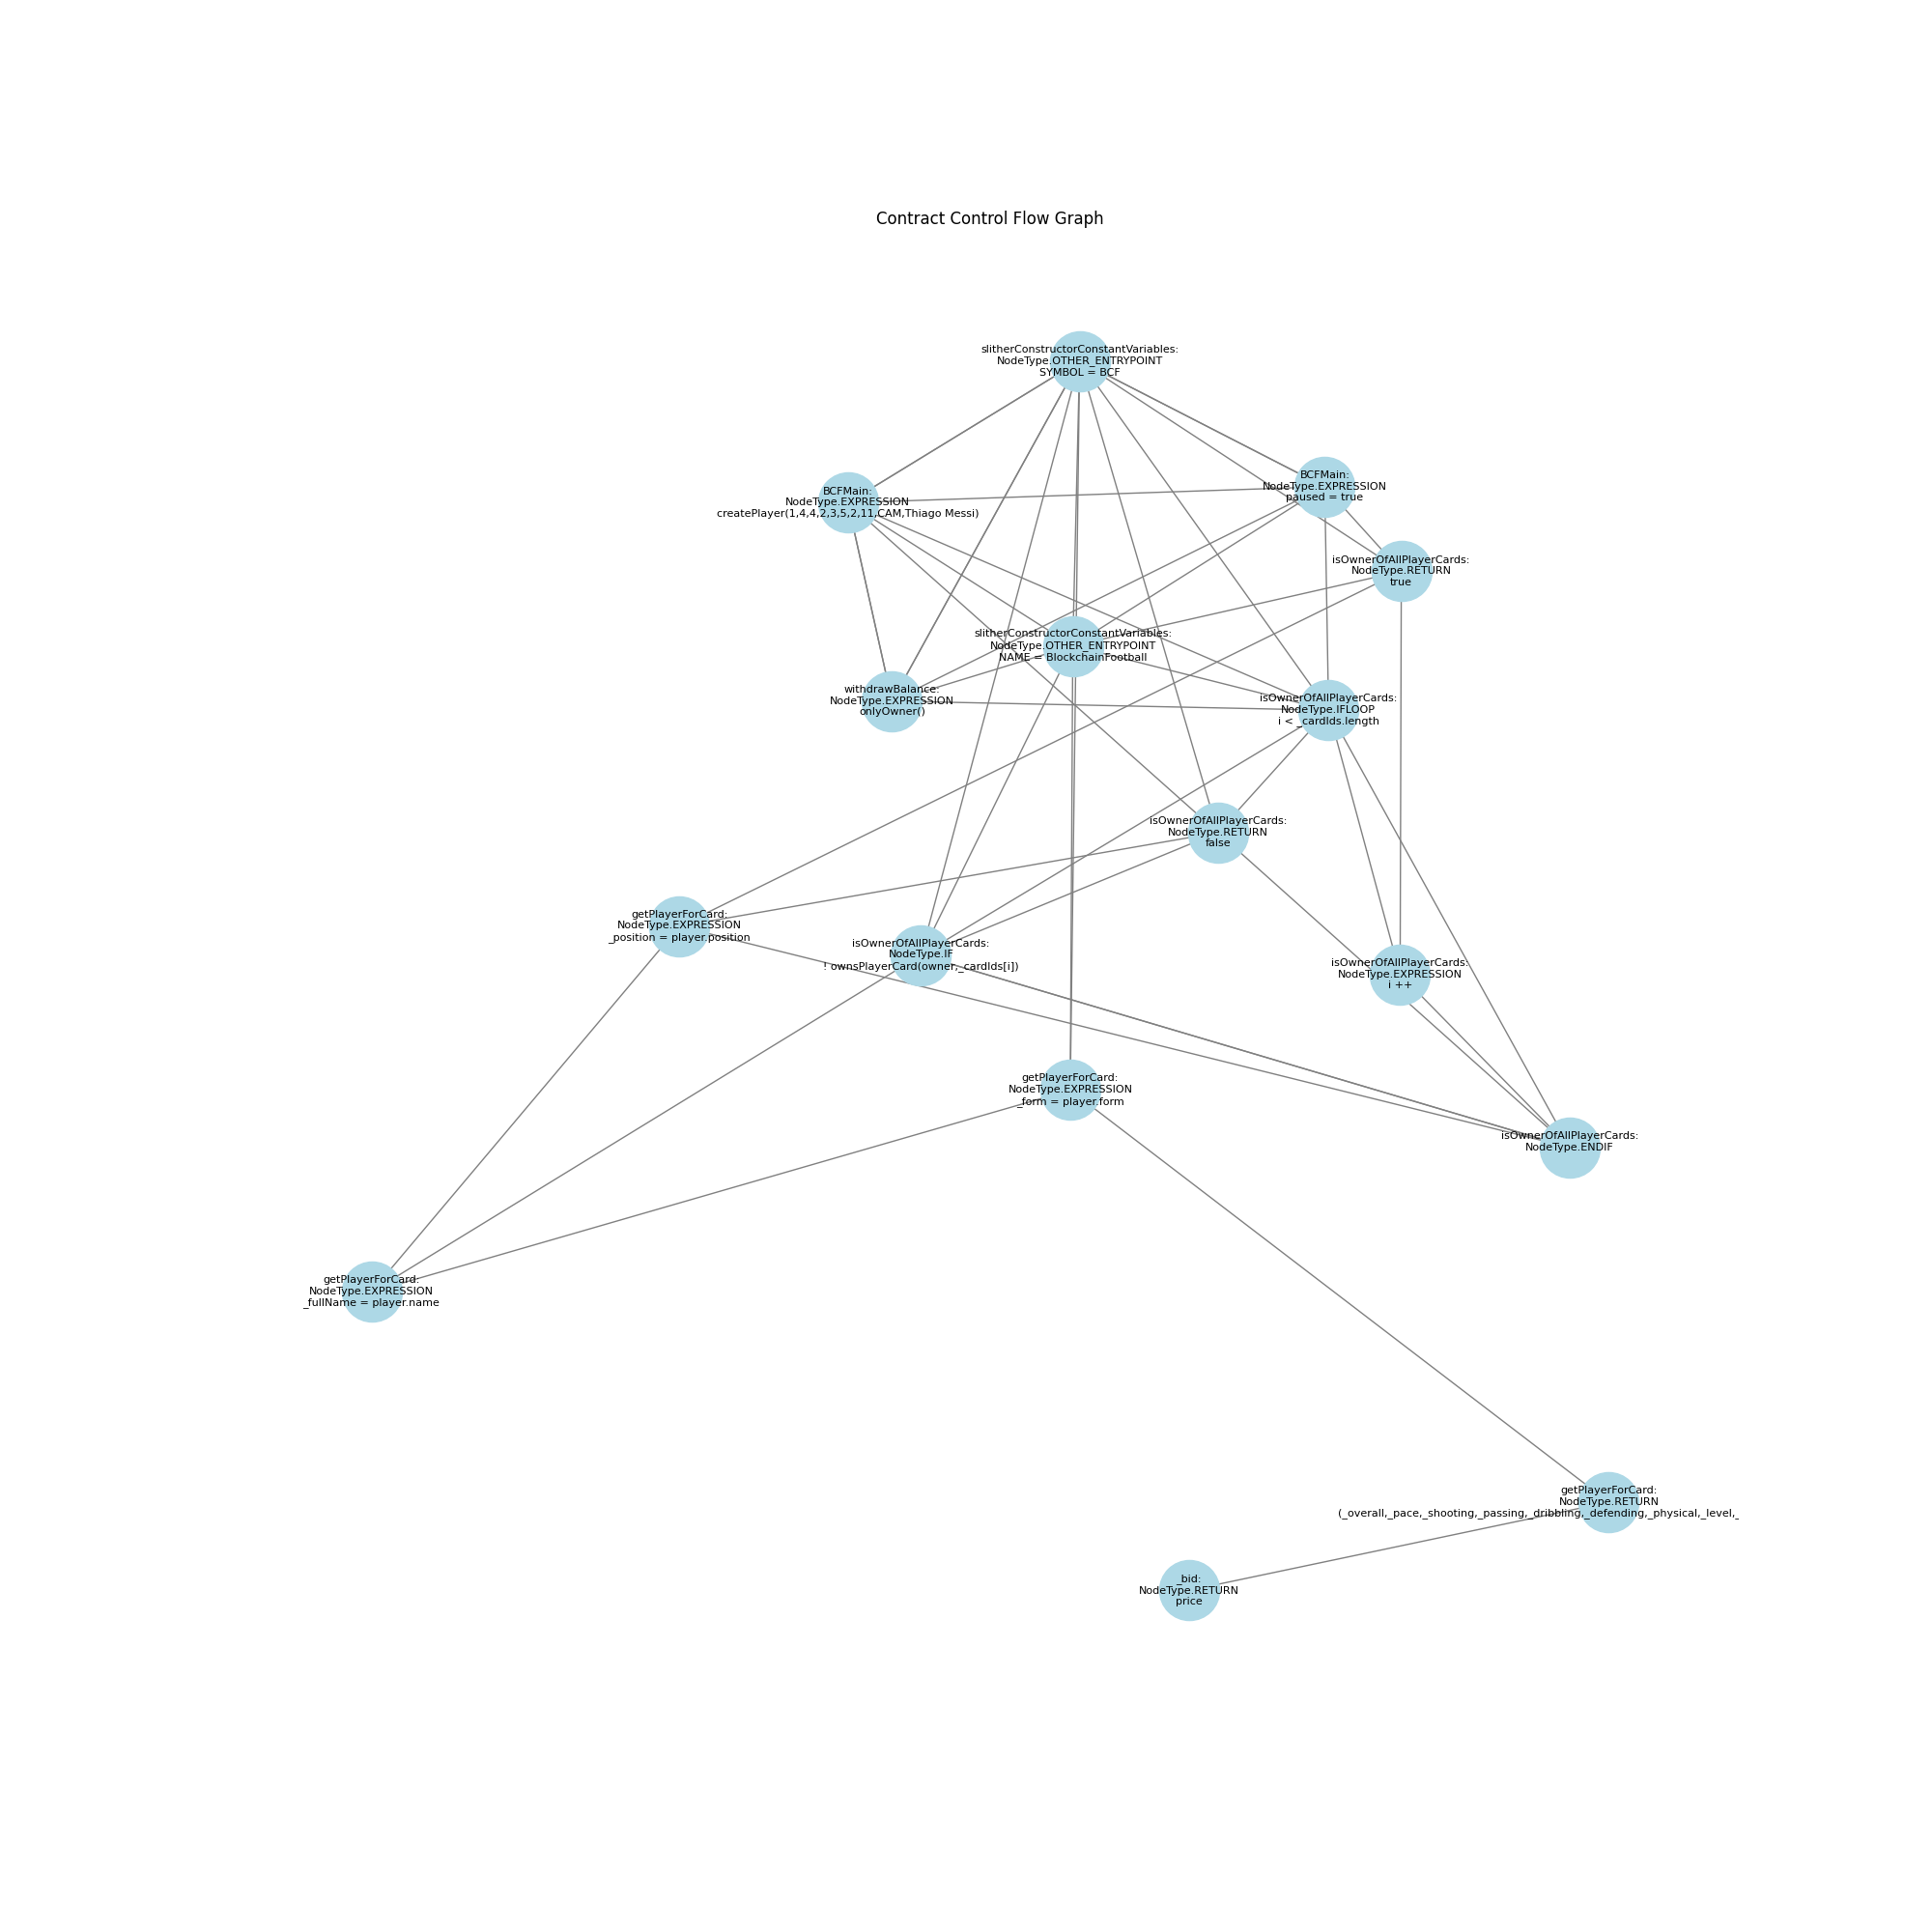 Contract Control Flow Graph
slitherConstructorConstantVariables:
NodeType.OTHER_ENTRYPOINT
SYMBOL = BCF
BCFMain:
NodeType.EXPRESSION
paused = true
BCFMain:
NodeType.EXPRESSION
createPlayer(1,4,4,2,3,5,2,11,CAM,Thiago Messi)
isOwnerOfAllPlayerCards:
NodeType.RETURN
true
slitherConstructorConstantVariables:
NodeType.OTHER_ENTRYPOINT
NAME = BlockchainFootball
withdrawBalance:
NodeType.EXPRESSION
onlyOwner()
isOwnerOfAllPlayerCards:
NodeType.IFLOOP
i < _cardIds.length
isOwnerOfAllPlayerCards:
NodeType.RETURN
false
getPlayerForCard:
NodeType.EXPRESSION
_position = player.position
isOwnerOfAllPlayerCards:
NodeType.IF
! ownsPlayerCard(owner,_cardIds[i])
isOwnerOfAllPlayerCards:
NodeType.EXPRESSION
i ++
getPlayerForCard:
NodeType.EXPRESSION
_form = player.form
isOwnerOfAllPlayerCards:
NodeType.ENDIF
getPlayerForCard:
NodeType.EXPRESSION
_fullName = player.name
getPlayerForCard:
NodeType.RETURN
(_overall,_pace,_shooting,_passing,_dribbling,_defending,_physical,_level,_
_bid:
NodeType.RETURN
price